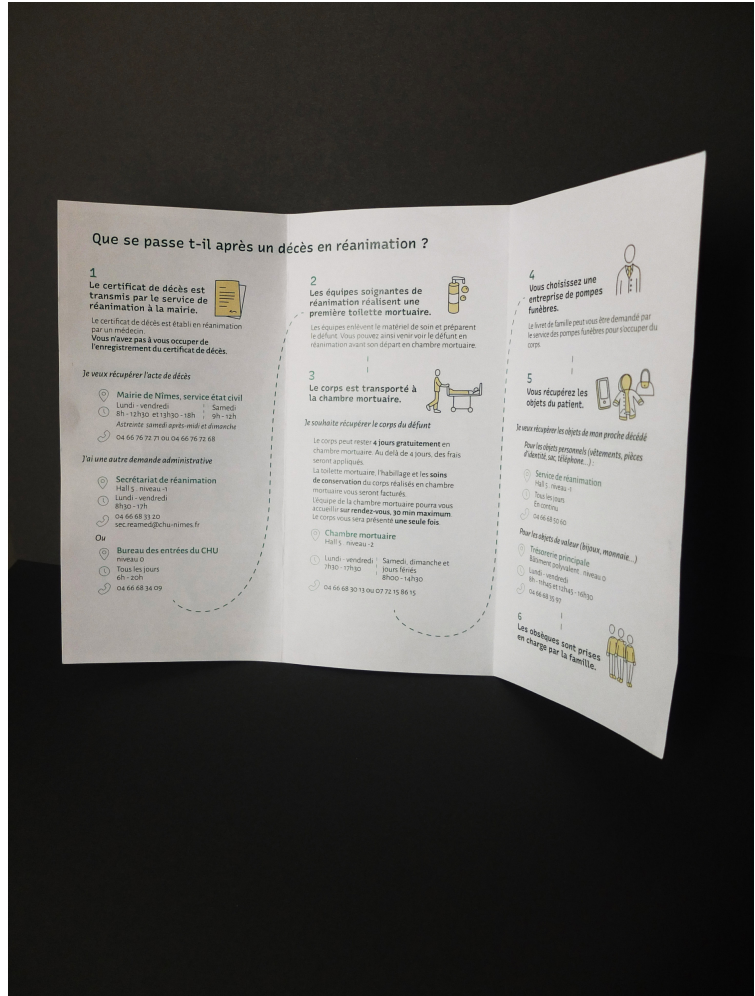 Que se passe t-il après un décès en réanimation ?
1
Le certificat de décès est
transmis par le service de
réanimation à la mairie.
Le certificat de décès est établi en réanimation
par un médecin.
Vous n'avez pas à vous occuper de
l'enregistrement du certificat de décès.
Je veux récupérer l'acte de décès
Mairie de Nîmes, service état civil
Lundi - vendredi
8h - 12h30 et 13h30 - 18h
Samedi
9h - 12h
Astreinte samedi après-midi et dimanche
04 66 76 72 71 ou 04 66 76 72 68
J'ai une autre demande administrative
Secrétariat de réanimation
Hall 5 niveau -1
Lundi - vendredi
8h30 - 17h
04 66 68 33 20
sec.reamed@chu-nimes.fr
Ou
Bureau des entrées du CHU
niveau 0
Tous les jours
6h - 20h
04 66 68 34 09
2
Les équipes soignantes de
réanimation réalisent une
première toilette mortuaire.
Les équipes enlèvent le matériel de soin et préparent
le défunt. Vous pouvez ainsi venir voir le défunt en
réanimation avant son départ en chambre mortuaire.
3
Le corps est transporté à
la chambre mortuaire.
Je souhaite récupérer le corps du défunt
Le corps peut rester 4 jours gratuitement en
chambre mortuaire. Au delà de 4 jours, des frais
seront appliqués.
La toilette mortuaire, l'habillage et les soins
de conservation du corps réalisés en chambre
mortuaire vous seront facturés.
L'équipe de la chambre mortuaire pourra vous
accueillir sur rendez-vous, 30 min maximum.
Le corps vous sera présenté une seule fois.
Chambre mortuaire
Hall 5 niveau -2
Lundi - vendredi
7h30 - 17h30
Samedi, dimanche et
jours fériés
8h00 - 14h30
04 66 68 30 13 ou 07 72 15 86 15
4
Vous choisissez une
entreprise de pompes
funèbres.
Le livret de famille peut vous être demandé par
le service des pompes funèbres pour s'occuper du
corps.
5
Vous récupérez les
objets du patient.
Je veux récupérer les objets de mon proche décédé
Pour les objets personnels (vêtements, pièces
d'identité, sac, téléphone...) :
Service de réanimation
Hall 5 niveau -1
Tous les jours
En continu
04 66 68 50 60
Pour les objets de valeur (bijoux, monnaie...)
Trésorerie principale
Bâtiment polyvalent niveau 0
Lundi - vendredi
8h - 11h45 et 12h45 - 16h30
04 66 68 35 97
6
Les obsèques sont prises
en charge par la famille.